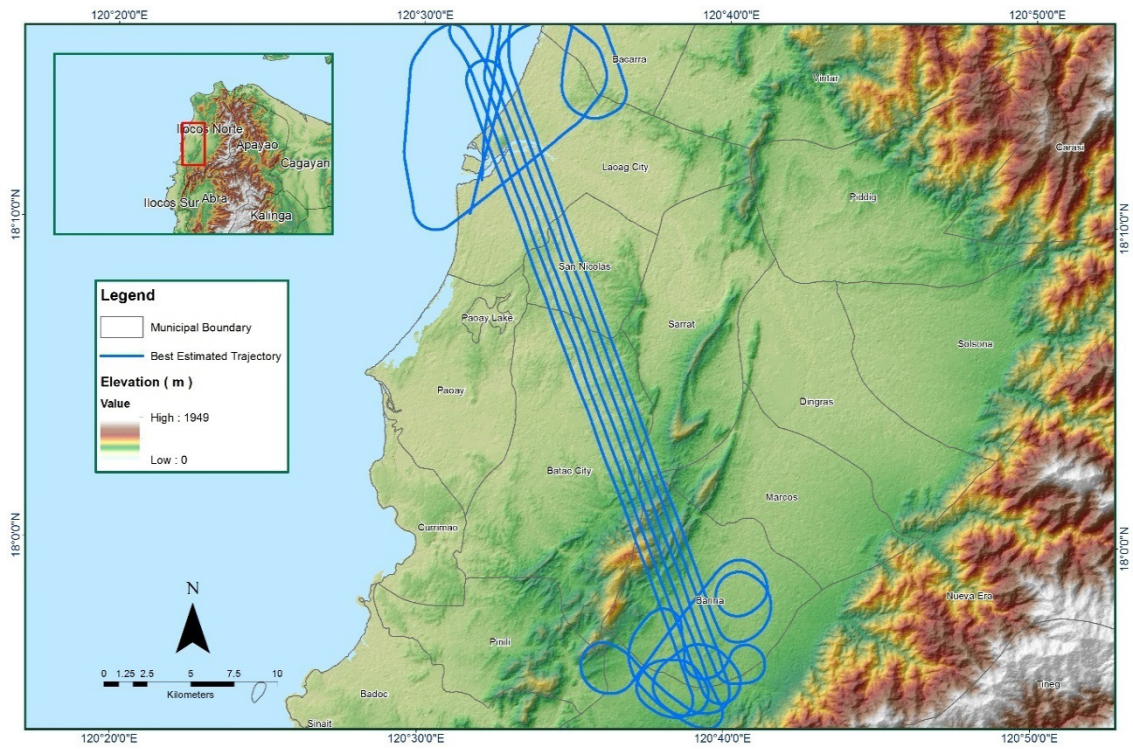 120°20'0"E
120°30'0"E
120°40'0"E
120°50'0"E
Ilocos Norte
Apayao
Cagayan
Ilocos Sur
Abra
Kalinga
Bacarra
Vintar
Laoag City
Carasi
Piddig
18°10'0"N
18°10'0"N
San Nicolas
Legend
Municipal Boundary
Best Estimated Trajectory
Elevation ( m )
Value
High : 1949
Low : 0
Paoay Lake
Sarrat
Solsona
Paoay
Dingras
Batac City
Marcos
Currimao
18°0'0"N
18°0'0"N
N
Banna
Nueva Era
Pinili
0 1.25 2.5 5 7.5 10
Kilometers
Badoc
Tineg
Sinait
120°20'0"E
120°30'0"E
120°40'0"E
120°50'0"E